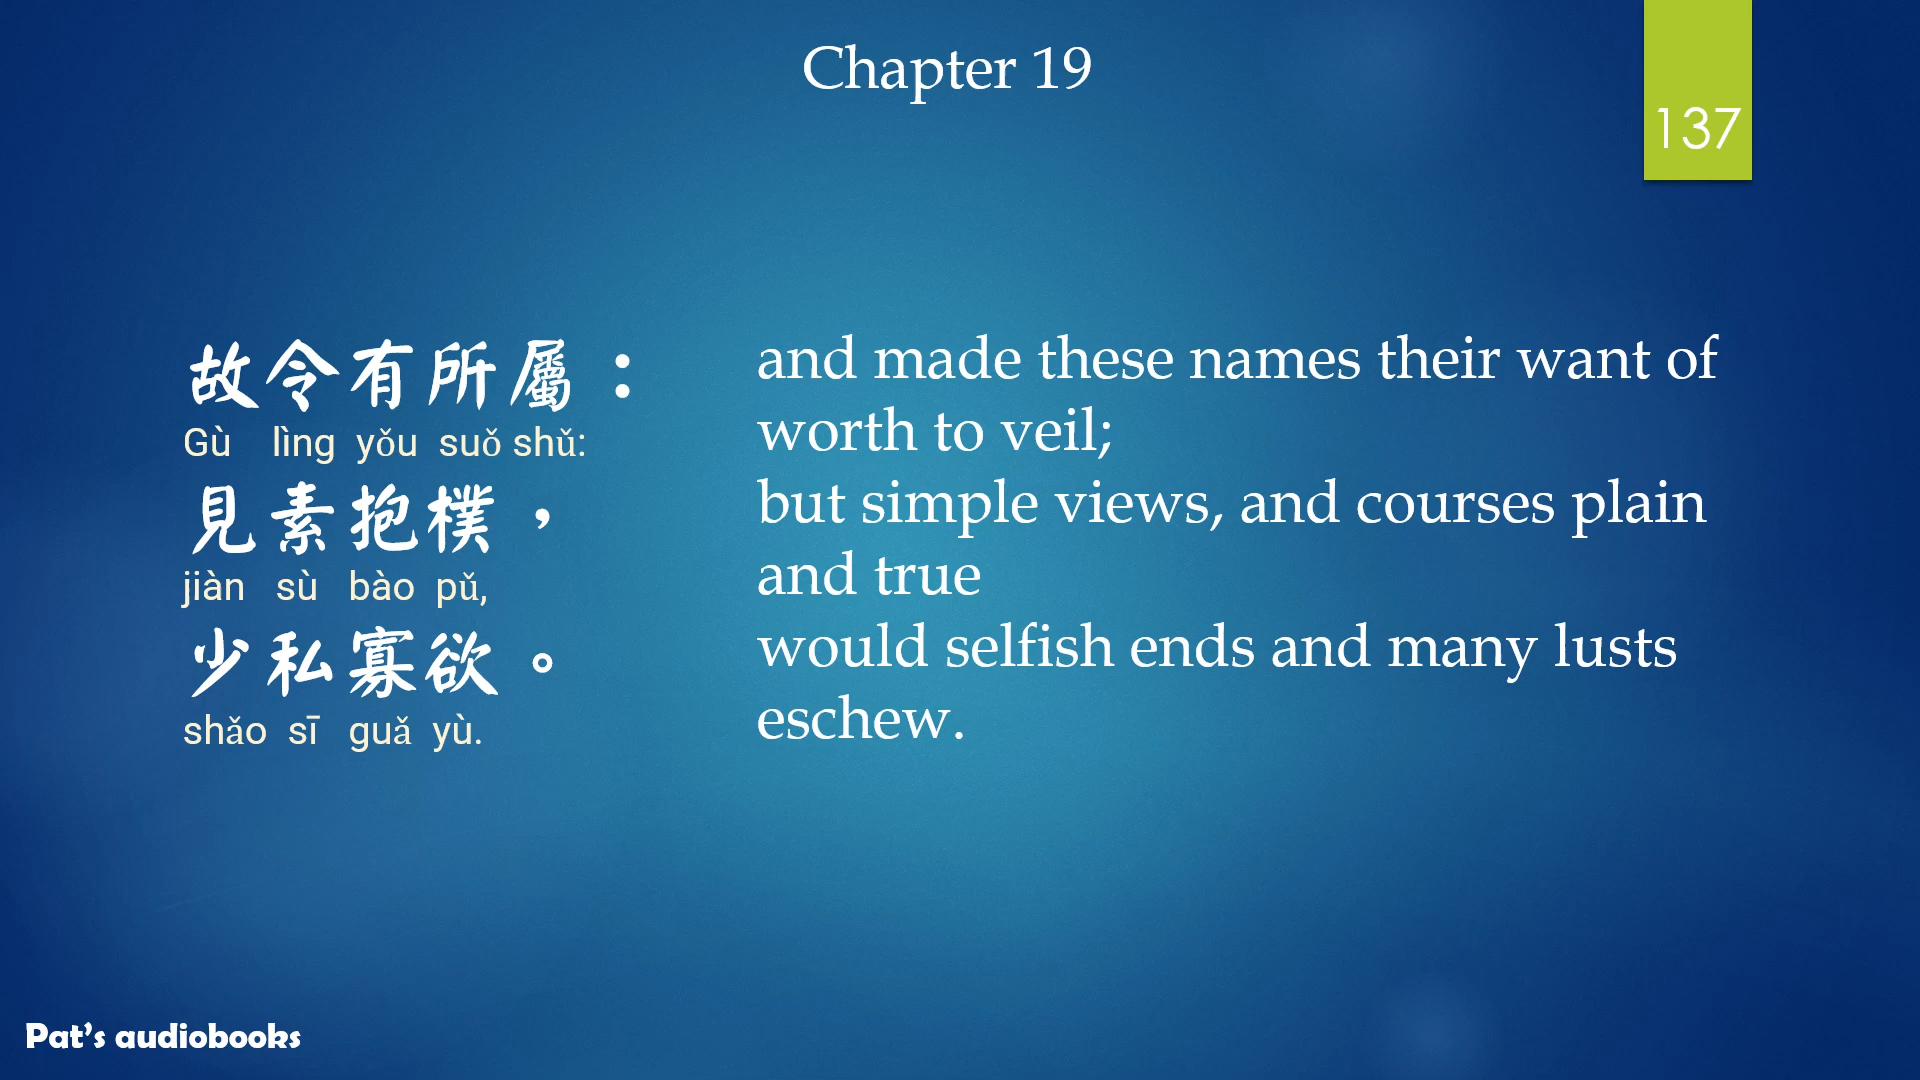 Chapter 19
137
故令有所屬：
Gù lìng yǒu suǒ shǔ:
見素抱樸，
jiàn sù bào pǔ,
少私寡欲。
shǎo sī guǎ yù.
and made these names their want of
worth to veil;
but simple views, and courses plain
and true
would selfish ends and many lusts
eschew.
Pat's audiobooks